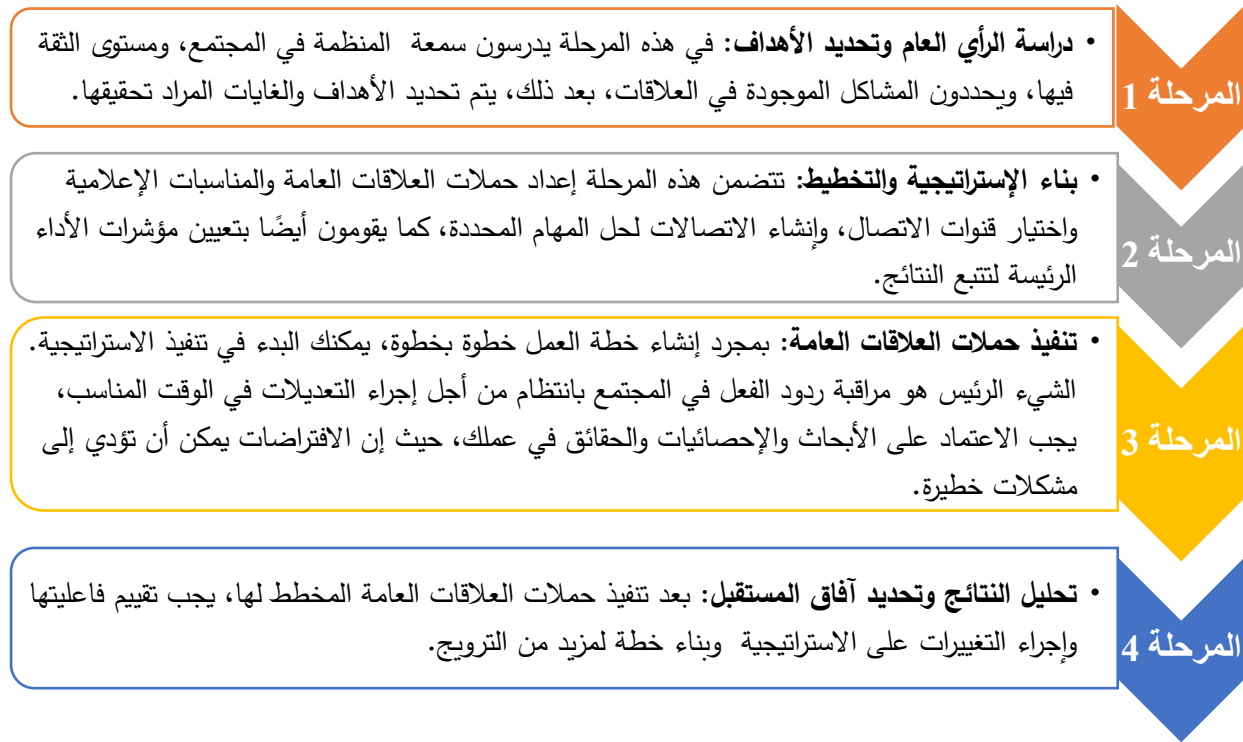 المرحلة 1
• دراسة الرأي العام وتحديد الأهداف: في هذه المرحلة يدرسون سمعة المنظمة في المجتمع، ومستوى الثقة
فيها، ويحددون المشاكل الموجودة في العلاقات، بعد ذلك، يتم تحديد الأهداف والغايات المراد تحقيقها.
المرحلة 2
• بناء الإستراتيجية والتخطيط: تتضمن هذه المرحلة إعداد حملات العلاقات العامة والمناسبات الإعلامية
واختيار قنوات الاتصال، وإنشاء الاتصالات لحل المهام المحددة، كما يقومون أيضًا بتعيين مؤشرات الأداء
الرئيسة لتتبع النتائج.
المرحلة 3
• تنفيذ حملات العلاقات العامة: بمجرد إنشاء خطة العمل خطوة بخطوة، يمكنك البدء في تنفيذ الاستراتيجية.
الشيء الرئيس هو مراقبة ردود الفعل في المجتمع بانتظام من أجل إجراء التعديلات في الوقت المناسب،
يجب الاعتماد على الأبحاث والإحصائيات والحقائق في عملك، حيث إن الافتراضات يمكن أن تؤدي إلى
مشكلات خطيرة.
المرحلة 4
• تحليل النتائج وتحديد آفاق المستقبل: بعد تنفيذ حملات العلاقات العامة المخطط لها، يجب تقييم فاعليتها
وإجراء التغييرات على الاستراتيجية وبناء خطة لمزيد من الترويج.